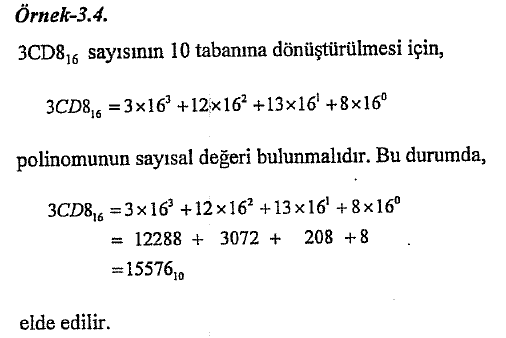 Örnek-3.4.
3CD8₁₆ sayısının 10 tabanına dönüştürülmesi için,
3CD8₁₆ = 3×16³ + 12×16² + 13×16¹ + 8×16⁰
polinomunun sayısal değeri bulunmalıdır. Bu durumda,
3CD8₁₆ = 3×16³ + 12×16² + 13×16¹ + 8×16⁰
= 12288 + 3072 + 208 + 8
= 15576₁₀
elde edilir.